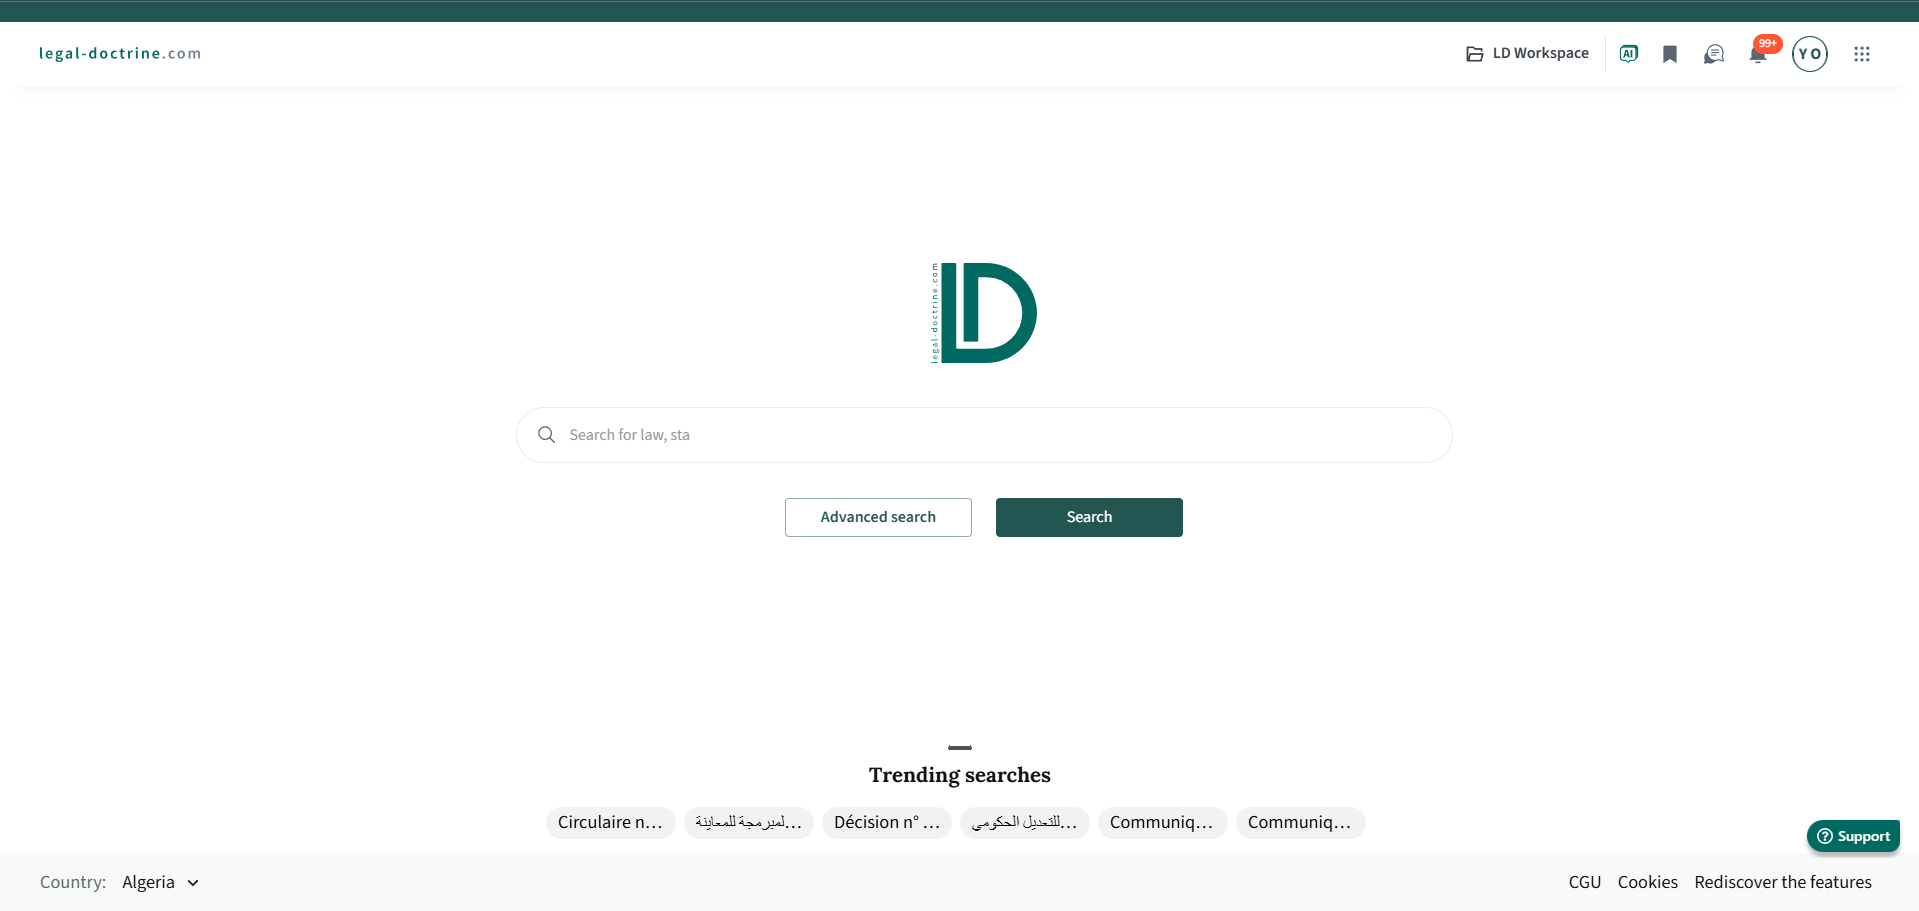 legal-doctrine.com
LD Workspace
AI
99+
Y O
legal-doctrine.com
LD
Search for law, sta
Advanced search
Search
Trending searches
Circulaire n...
لمبرمجة للمعاينة...
Décision n° ...
للتعديل الحكومي...
Communiq...
Communiq...
Support
Country: Algeria
CGU Cookies Rediscover the features